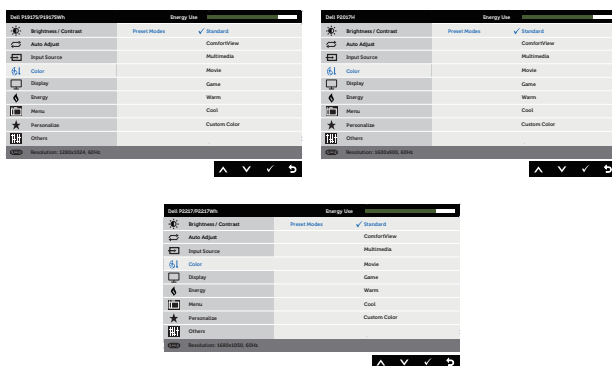 Dell P1917S/P1917SWh Energy Use
Brightness / Contrast Preset Modes ✓ Standard
Auto Adjust ComfortView
Input Source Multimedia
Color Movie
Display Game
Energy Warm
Menu Cool
Personalize Custom Color
Others
Resolution: 1280x1024, 60Hz
Dell P2017H Energy Use
Brightness / Contrast Preset Modes ✓ Standard
Auto Adjust ComfortView
Input Source Multimedia
Color Movie
Display Game
Energy Warm
Menu Cool
Personalize Custom Color
Others
Resolution: 1600x900, 60Hz
Dell P2217/P2217Wh Energy Use
Brightness / Contrast Preset Modes ✓ Standard
Auto Adjust ComfortView
Input Source Multimedia
Color Movie
Display Game
Energy Warm
Menu Cool
Personalize Custom Color
Others
Resolution: 1680x1050, 60Hz